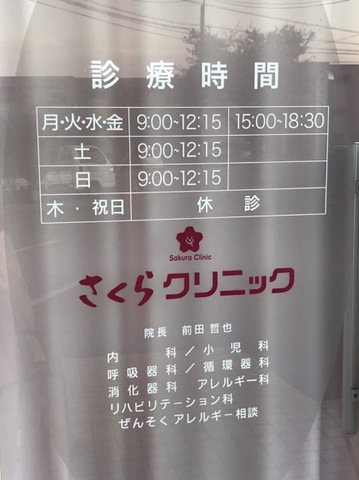 診療時間
月・火・水・金 9:00~12:15 15:00~18:30
土 9:00~12:15
日 9:00~12:15
木・祝日 休診
Sakura Clinic
さくらクリニック
院長 前田 哲也
内科/小児科
呼吸器科/循環器科
消化器科 アレルギー科
リハビリテーション科
ぜんそくアレルギー相談